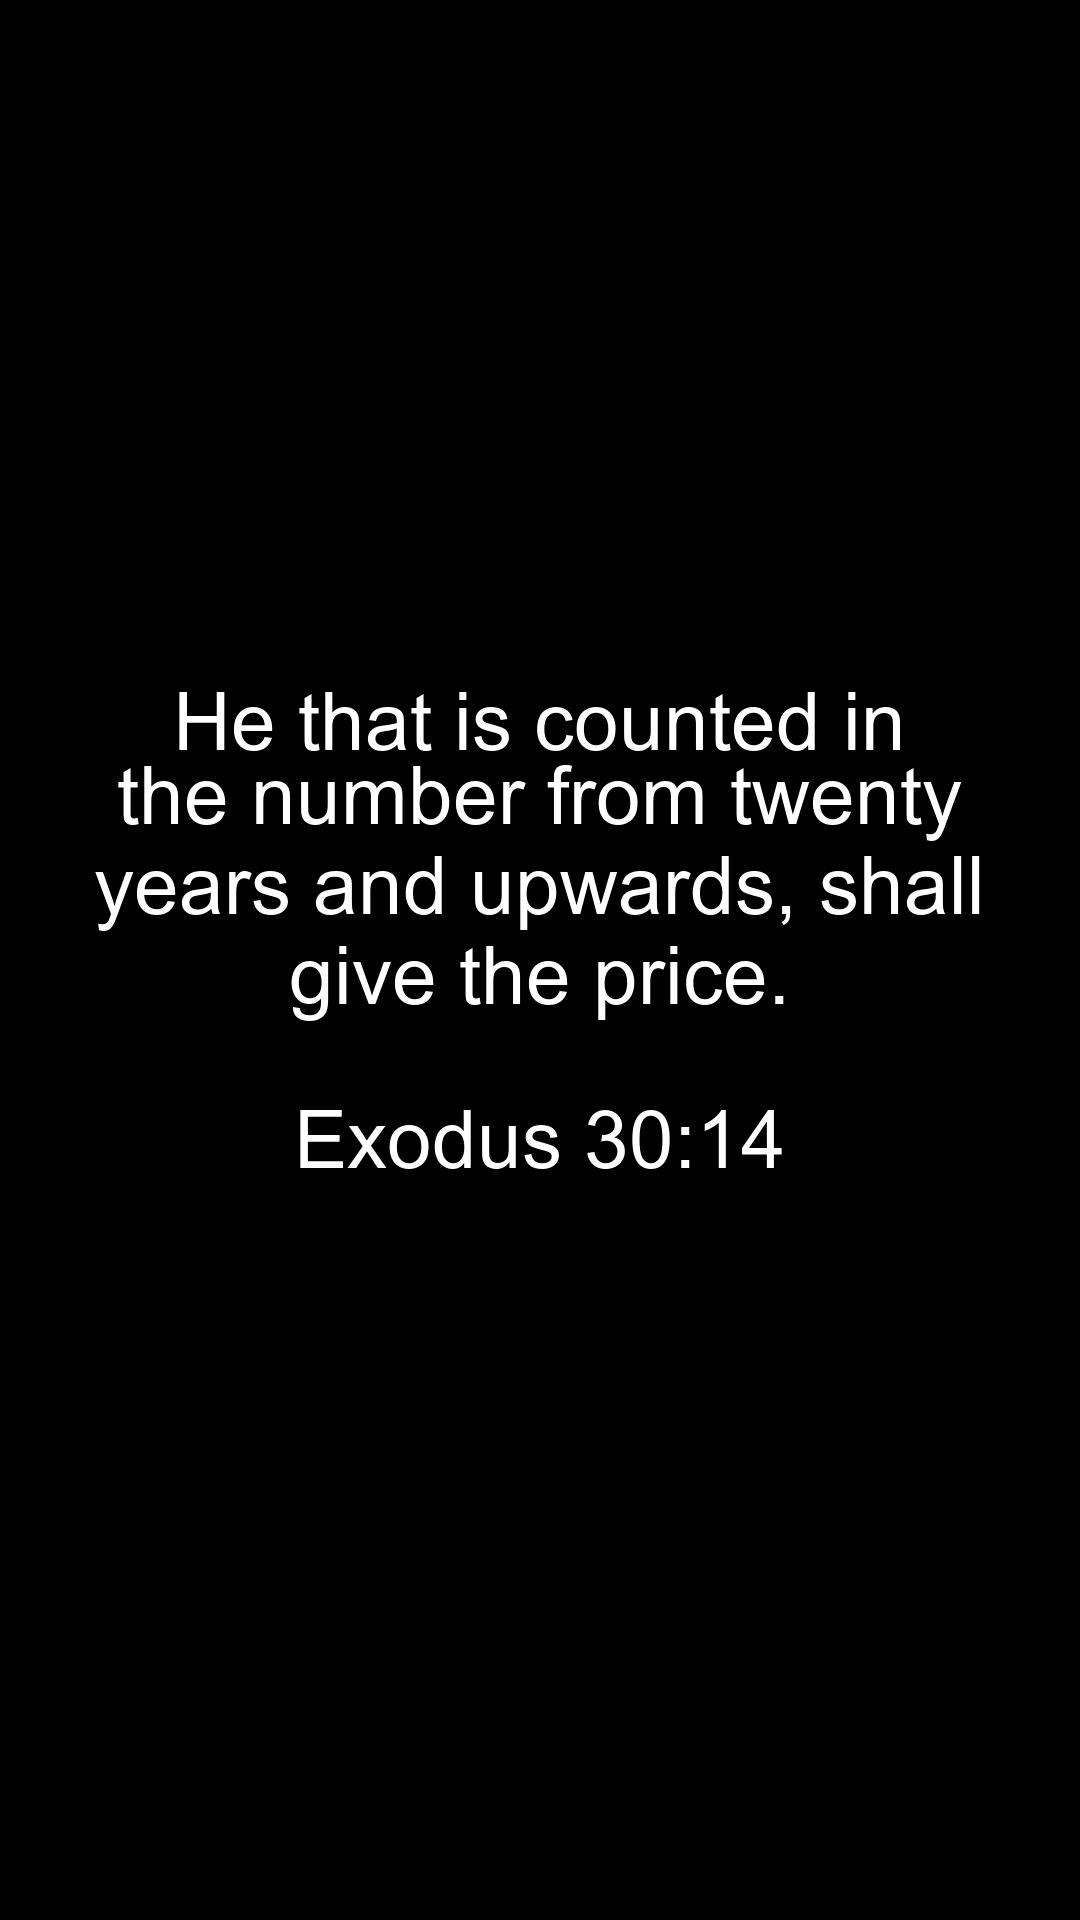 He that is counted in
the number from twenty
years and upwards, shall
give the price.
Exodus 30:14